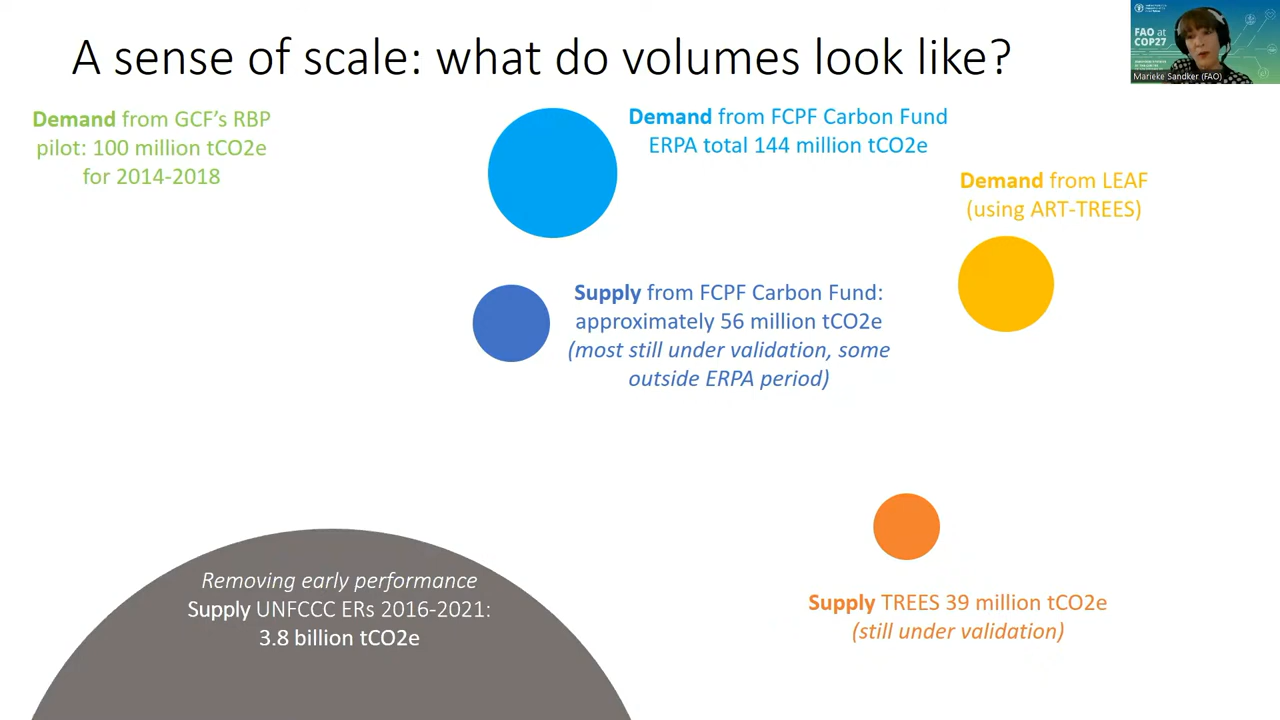 A sense of scale: what do volumes look like?
FAO at
COP27
Marieke Sandker (FAO)
Demand from GCF's RBP
pilot: 100 million tCO2e
for 2014-2018
Demand from FCPF Carbon Fund
ERPA total 144 million tCO2e
Demand from LEAF
(using ART-TREES)
Supply from FCPF Carbon Fund:
approximately 56 million tCO2e
(most still under validation, some
outside ERPA period)
Removing early performance
Supply UNFCCC ERs 2016-2021:
3.8 billion tCO2e
Supply TREES 39 million tCO2e
(still under validation)